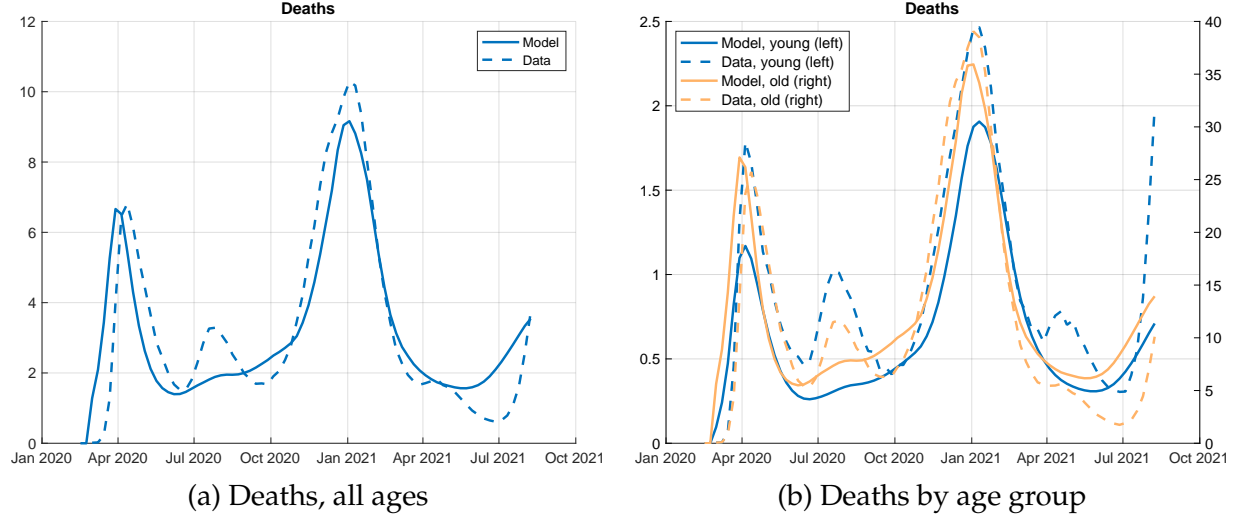 Deaths
12
10
8
6
4
2
0
Model
Data
Jan 2020 Apr 2020 Jul 2020 Oct 2020 Jan 2021 Apr 2021 Jul 2021 Oct 2021
(a) Deaths, all ages
Deaths
2.5
2
1.5
1
0.5
0
Model, young (left)
Data, young (left)
Model, old (right)
Data, old (right)
40
35
30
25
20
15
10
5
0
Jan 2020 Apr 2020 Jul 2020 Oct 2020 Jan 2021 Apr 2021 Jul 2021 Oct 2021
(b) Deaths by age group